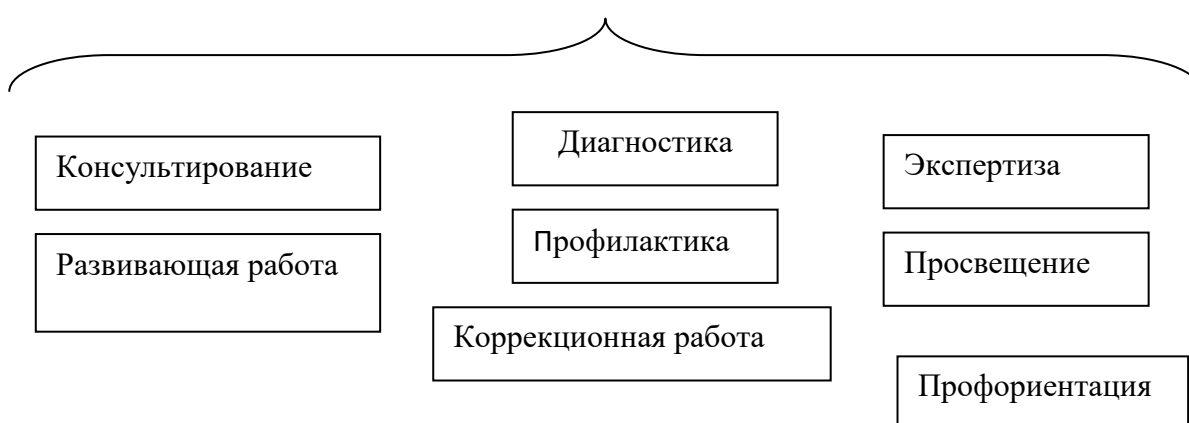 Консультирование
Развивающая работа
Диагностика
Профилактика
Коррекционная работа
Экспертиза
Просвещение
Профориентация